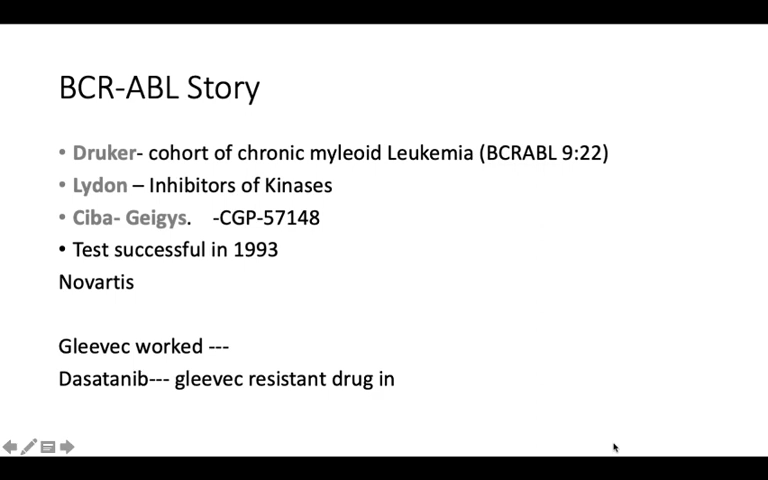 BCR-ABL Story
• Druker- cohort of chronic myleoid Leukemia (BCRABL 9:22)
• Lydon – Inhibitors of Kinases
• Ciba- Geigys. -CGP-57148
• Test successful in 1993
Novartis
Gleevec worked ---
Dasatanib--- gleevec resistant drug in